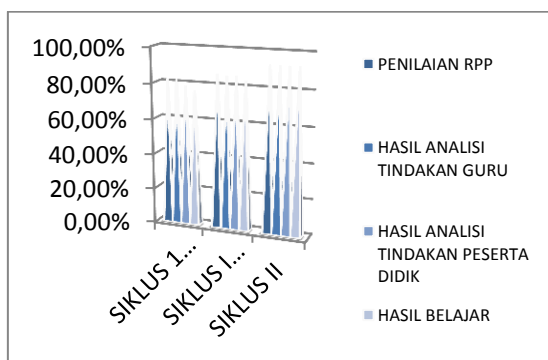 100,00%
80,00%
60,00%
40,00%
20,00%
0,00%
SIKLUS 1...
SIKLUS I...
SIKLUS II
PENILAIAN RPP
HASIL ANALISI
TINDAKAN GURU
HASIL ANALISI
TINDAKAN PESERTA
DIDIK
HASIL BELAJAR